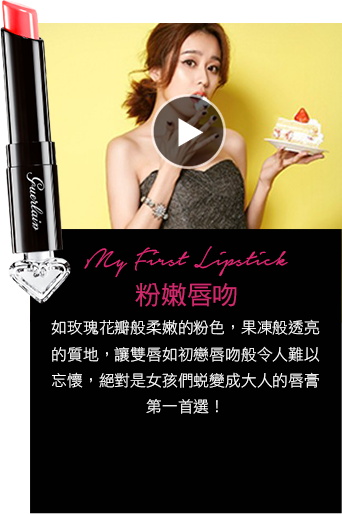 Guerlain
My First Lipstick
粉嫩唇吻
如玫瑰花瓣般柔嫩的粉色，果凍般透亮
的質地，讓雙唇如初戀唇吻般令人難以
忘懷，絕對是女孩們蛻變成大人的唇膏
第一首選！